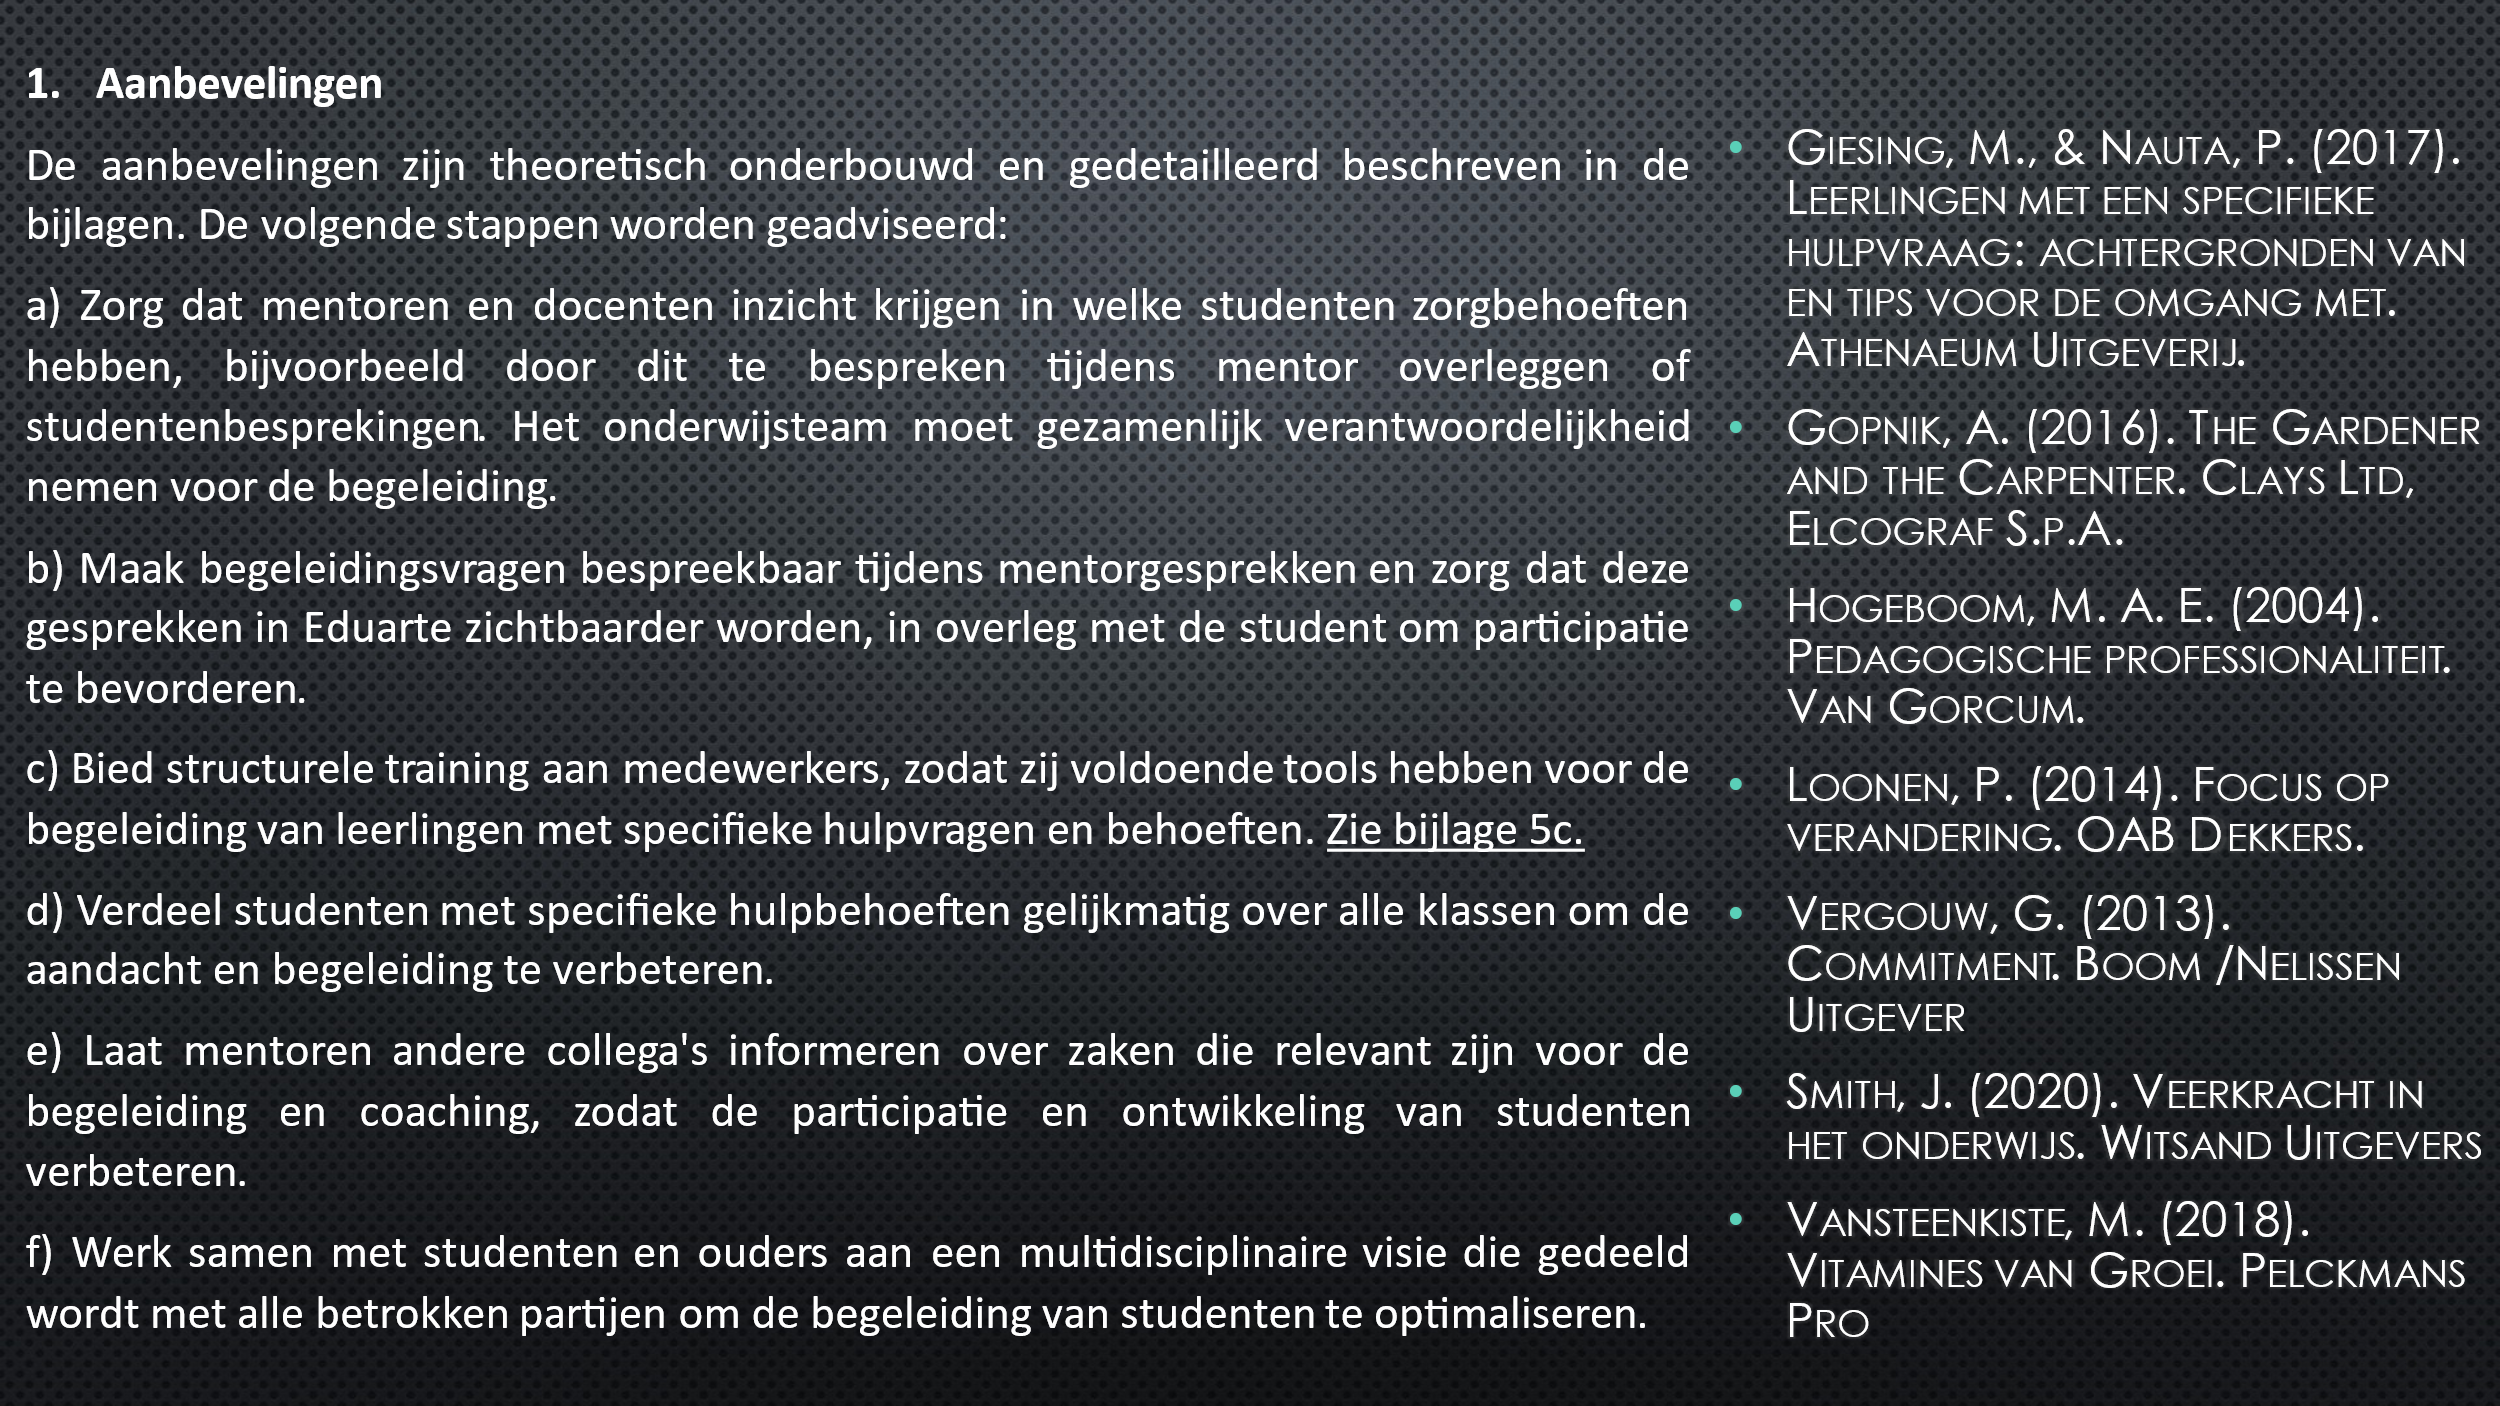 1. Aanbevelingen
De aanbevelingen zijn theoretisch onderbouwd en gedetailleerd beschreven in de
bijlagen. De volgende stappen worden geadviseerd:
a) Zorg dat mentoren en docenten inzicht krijgen in welke studenten zorgbehoeften
hebben, bijvoorbeeld door dit te bespreken tijdens mentor overleggen of
studentenbesprekingen. Het onderwijsteam moet gezamenlijk verantwoordelijkheid
nemen voor de begeleiding.
b) Maak begeleidingsvragen bespreekbaar tijdens mentorgesprekken en zorg dat deze
gesprekken in Eduarte zichtbaarder worden, in overleg met de student om participatie
te bevorderen.
c) Bied structurele training aan medewerkers, zodat zij voldoende tools hebben voor de
begeleiding van leerlingen met specifieke hulpvragen en behoeften. Zie bijlage 5c.
d) Verdeel studenten met specifieke hulpbehoeften gelijkmatig over alle klassen om de
aandacht en begeleiding te verbeteren.
e) Laat mentoren andere collega's informeren over zaken die relevant zijn voor de
begeleiding en coaching, zodat de participatie en ontwikkeling van studenten
verbeteren.
f) Werk samen met studenten en ouders aan een multidisciplinaire visie die gedeeld
wordt met alle betrokken partijen om de begeleiding van studenten te optimaliseren.
• Giesing, M., & Nauta, P. (2017).
Leerlingen met een specifieke
hulpvraag: achtergronden van
en tips voor de omgang met.
Athenaeum Uitgeverij.
• Gopnik, A. (2016). The Gardener
and the Carpenter. Clays Ltd,
Elcograf S.p.A.
• Hogeboom, M. A. E. (2004).
Pedagogische professionaliteit.
Van Gorcum.
• Loonen, P. (2014). Focus op
verandering. OAB Dekkers.
• Vergouw, G. (2013).
Commitment. Boom /Nelissen
Uitgever
• Smith, J. (2020). Veerkracht in
het onderwijs. Witsand Uitgevers
• Vansteenkiste, M. (2018).
Vitamines van Groei. Pelckmans
Pro